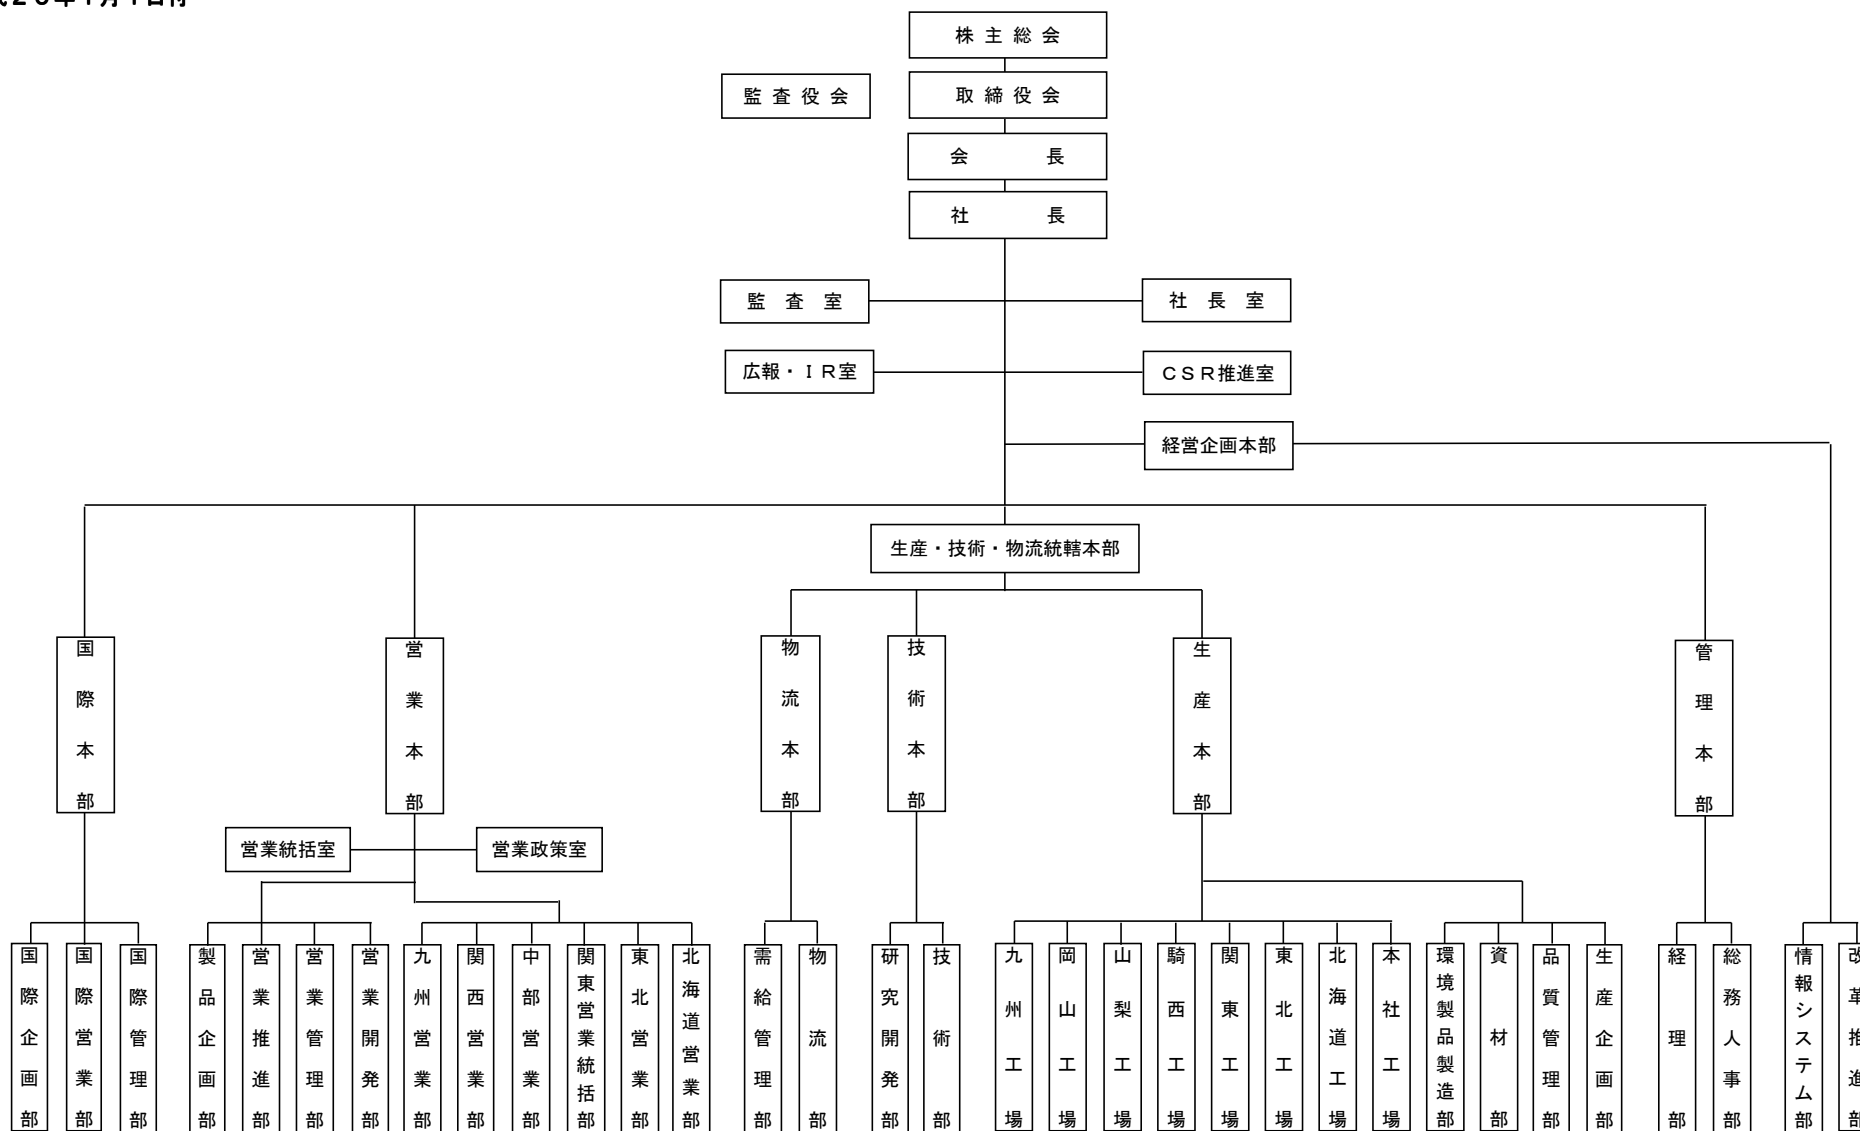 年1月1日付
株主総会
監査役会
取締役会
会長
社長
監査室
社長室
広報・ＩＲ室
ＣＳＲ推進室
経営企画本部
生産・技術・物流統轄本部
国際本部
営業本部
物流本部
技術本部
生産本部
管理本部
営業統括室
営業政策室
国際企画部
国際営業部
国際管理部
製品企画部
営業推進部
営業管理部
営業開発部
九州営業部
関西営業部
中部営業部
関東営業統括部
東北営業部
北海道営業部
需給管理部
物流部
研究開発部
技術部
九州工場
岡山工場
山梨工場
騎西工場
関東工場
東北工場
北海道工場
本社工場
環境製品製造部
資材部
品質管理部
生産企画部
経理部
総務人事部
情報システム部
改革推進部